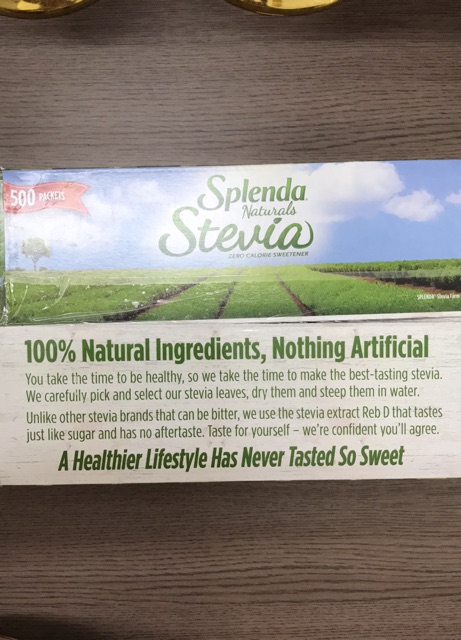 500 PACKETS
Splenda
Naturals
Stevia
ZERO CALORIE SWEETENER
SPLENDA® Stevia Farm
100% Natural Ingredients, Nothing Artificial
You take the time to be healthy, so we take the time to make the best-tasting stevia.
We carefully pick and select our stevia leaves, dry them and steep them in water.
Unlike other stevia brands that can be bitter, we use the stevia extract Reb D that tastes
just like sugar and has no aftertaste. Taste for yourself – we're confident you'll agree.
A Healthier Lifestyle Has Never Tasted So Sweet